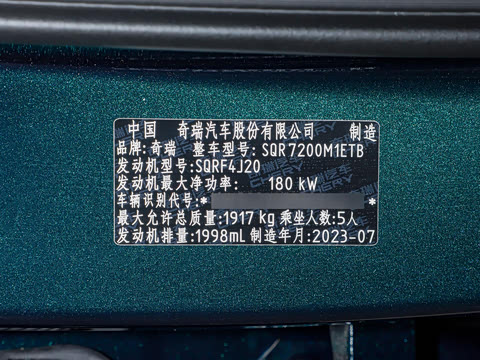 中国 奇瑞汽车股份有限公司 制造
品牌:奇瑞 整车型号:SQR7200M1ETB
发动机型号:SQRF4J20
发动机最大净功率: 180 kW
车辆识别代号:* *
最大允许总质量:1917 kg 乘坐人数:5人
发动机排量:1998mL 制造年月:2023-07